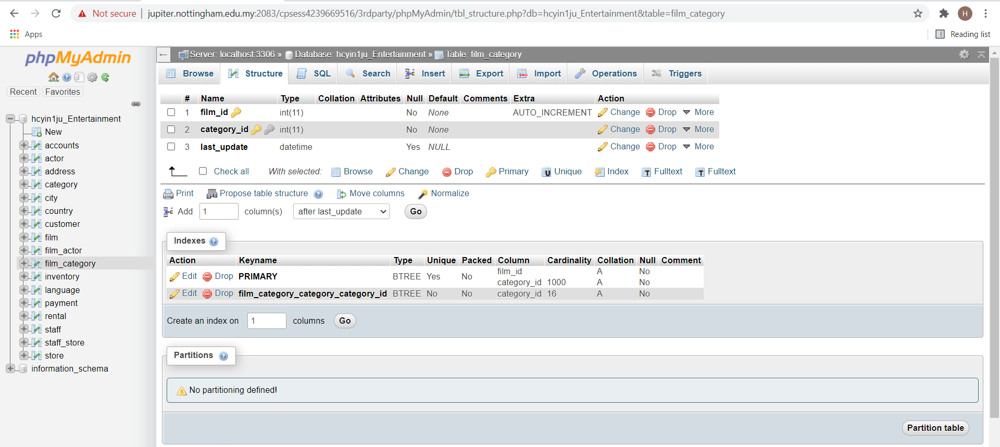 Not secure | jupiter.nottingham.edu.my:2083/cpsess4239669516/3rdparty/phpMyAdmin/tbl_structure.php?db=hcyin1ju_Entertainment&table=film_category
H
Apps
Reading list
phpMyAdmin
Recent Favorites
hcyin1ju_Entertainment
New
accounts
actor
address
category
city
country
customer
film
film_actor
film_category
inventory
language
payment
rental
staff
staff_store
store
information_schema
Server: localhost:3306 » Database: hcyin1ju_Entertainment » Table: film_category
Browse Structure SQL Search Insert Export Import Operations Triggers
# Name Type Collation Attributes Null Default Comments Extra Action
1 film_id int(11) No None AUTO_INCREMENT Change Drop More
2 category_id int(11) No None Change Drop More
3 last_update datetime Yes NULL Change Drop More
Check all With selected: Browse Change Drop Primary Unique Index Fulltext Fulltext
Print Propose table structure Move columns Normalize
Add 1 column(s) after last_update Go
Indexes
Action Keyname Type Unique Packed Column Cardinality Collation Null Comment
Edit Drop PRIMARY BTREE Yes No film_id A No
category_id 1000 A No
Edit Drop film_category_category_category_id BTREE No No category_id 16 A No
Create an index on 1 columns Go
Partitions
No partitioning defined!
Partition table